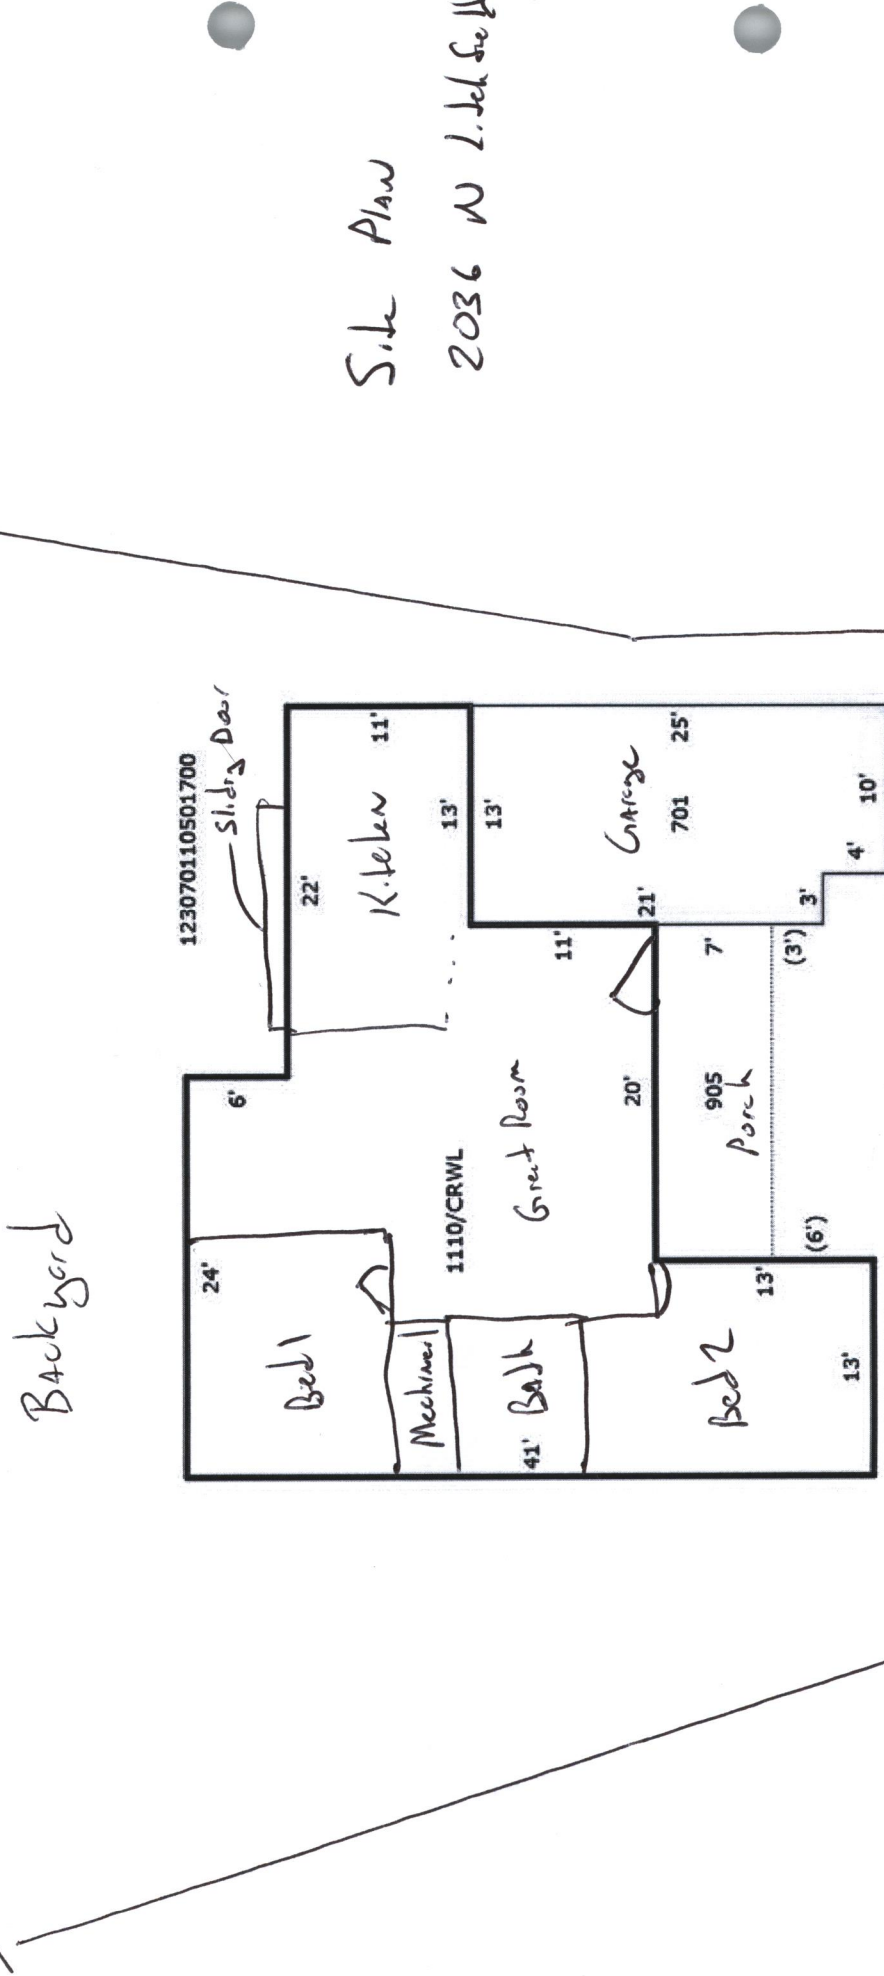 Backyard
Site Plan
2036 N
1230701110501700
Sliding Door
24'
6'
22'
11'
Bed 1
Kitchen
13'
13'
Mechanical
1110/CRWL
Great Room
11'
41'
Bath
20'
21'
Garage
701
25'
Bed 2
13'
905
Porch
7'
(6')
(3')
3'
4'
10'
13'